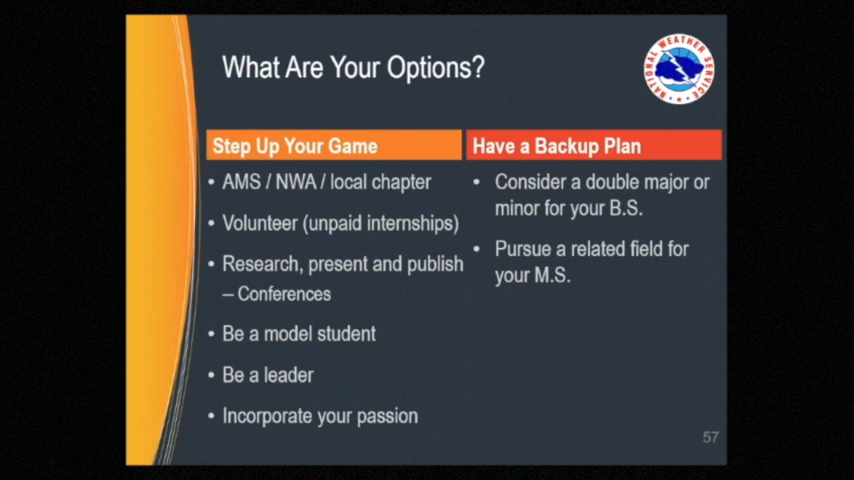 What Are Your Options?
NATIONAL WEATHER SERVICE
Step Up Your Game
• AMS / NWA / local chapter
• Volunteer (unpaid internships)
• Research, present and publish
– Conferences
• Be a model student
• Be a leader
• Incorporate your passion
Have a Backup Plan
• Consider a double major or
minor for your B.S.
• Pursue a related field for
your M.S.
57